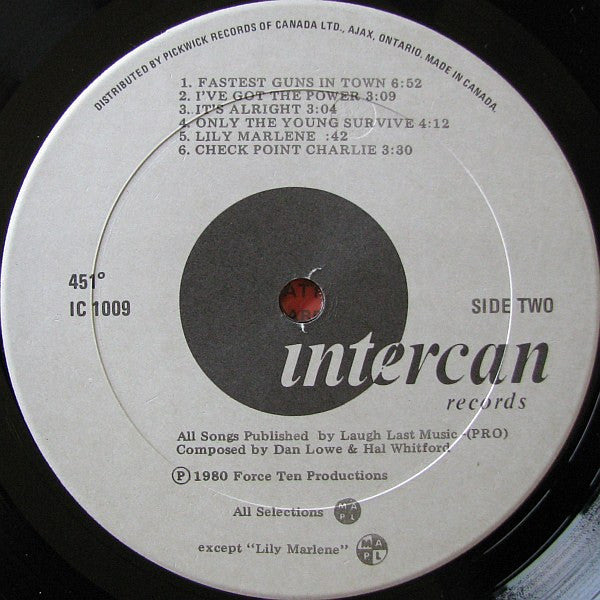 DISTRIBUTED BY PICKWICK RECORDS OF CANADA LTD., AJAX, ONTARIO. MADE IN CANADA.
1. FASTEST GUNS IN TOWN 6:52
2. I'VE GOT THE POWER 3:09
3. IT'S ALRIGHT 3:04
4. ONLY THE YOUNG SURVIVE 4:12
5. LILY MARLENE :42
6. CHECK POINT CHARLIE 3:30
451°
IC 1009
SIDE TWO
intercan
records
All Songs Published by Laugh Last Music -(PRO)
Composed by Dan Lowe & Hal Whitford
Ⓟ 1980 Force Ten Productions
All Selections MAPL
except "Lily Marlene" MAPL